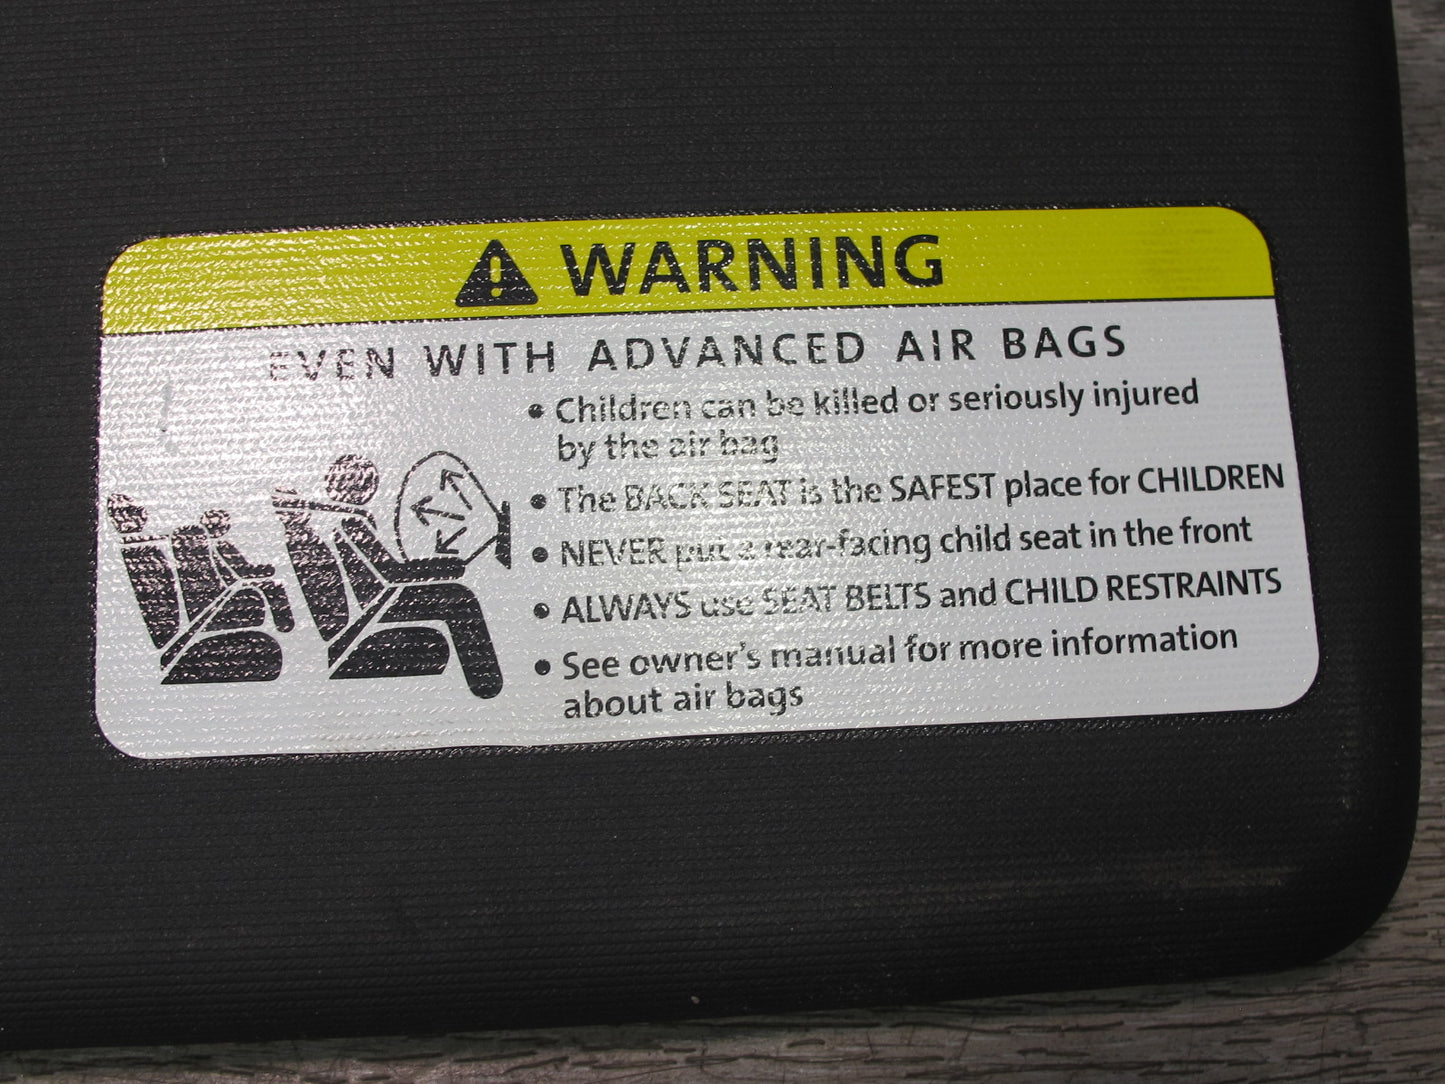 WARNING
EVEN WITH ADVANCED AIR BAGS
• Children can be killed or seriously injured
by the air bag
• The BACK SEAT is the SAFEST place for CHILDREN
• NEVER put a rear-facing child seat in the front
• ALWAYS use SEAT BELTS and CHILD RESTRAINTS
• See owner's manual for more information
about air bags